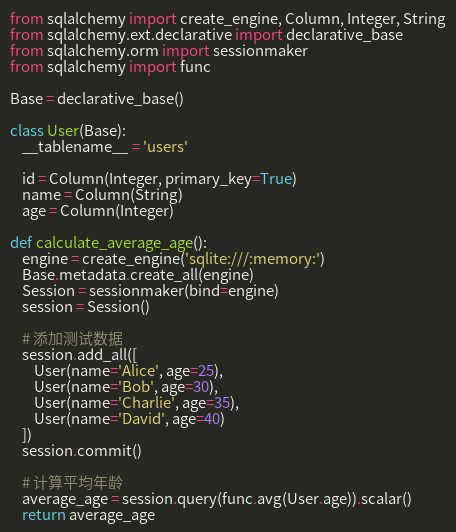 from sqlalchemy import create_engine, Column, Integer, String
from sqlalchemy.ext.declarative import declarative_base
from sqlalchemy.orm import sessionmaker
from sqlalchemy import func

Base = declarative_base()

class User(Base):
    __tablename__ = 'users'

    id = Column(Integer, primary_key=True)
    name = Column(String)
    age = Column(Integer)

def calculate_average_age():
    engine = create_engine('sqlite:///:memory:')
    Base.metadata.create_all(engine)
    Session = sessionmaker(bind=engine)
    session = Session()

    # 添加测试数据
    session.add_all([
        User(name='Alice', age=25),
        User(name='Bob', age=30),
        User(name='Charlie', age=35),
        User(name='David', age=40)
    ])
    session.commit()

    # 计算平均年龄
    average_age = session.query(func.avg(User.age)).scalar()
    return average_age